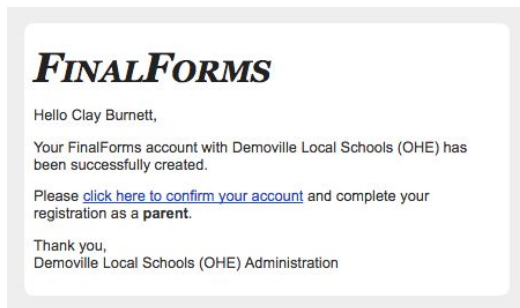 FINALFORMS
Hello Clay Burnett,
Your FinalForms account with Demoville Local Schools (OHE) has
been successfully created.
Please click here to confirm your account and complete your
registration as a parent.
Thank you,
Demoville Local Schools (OHE) Administration